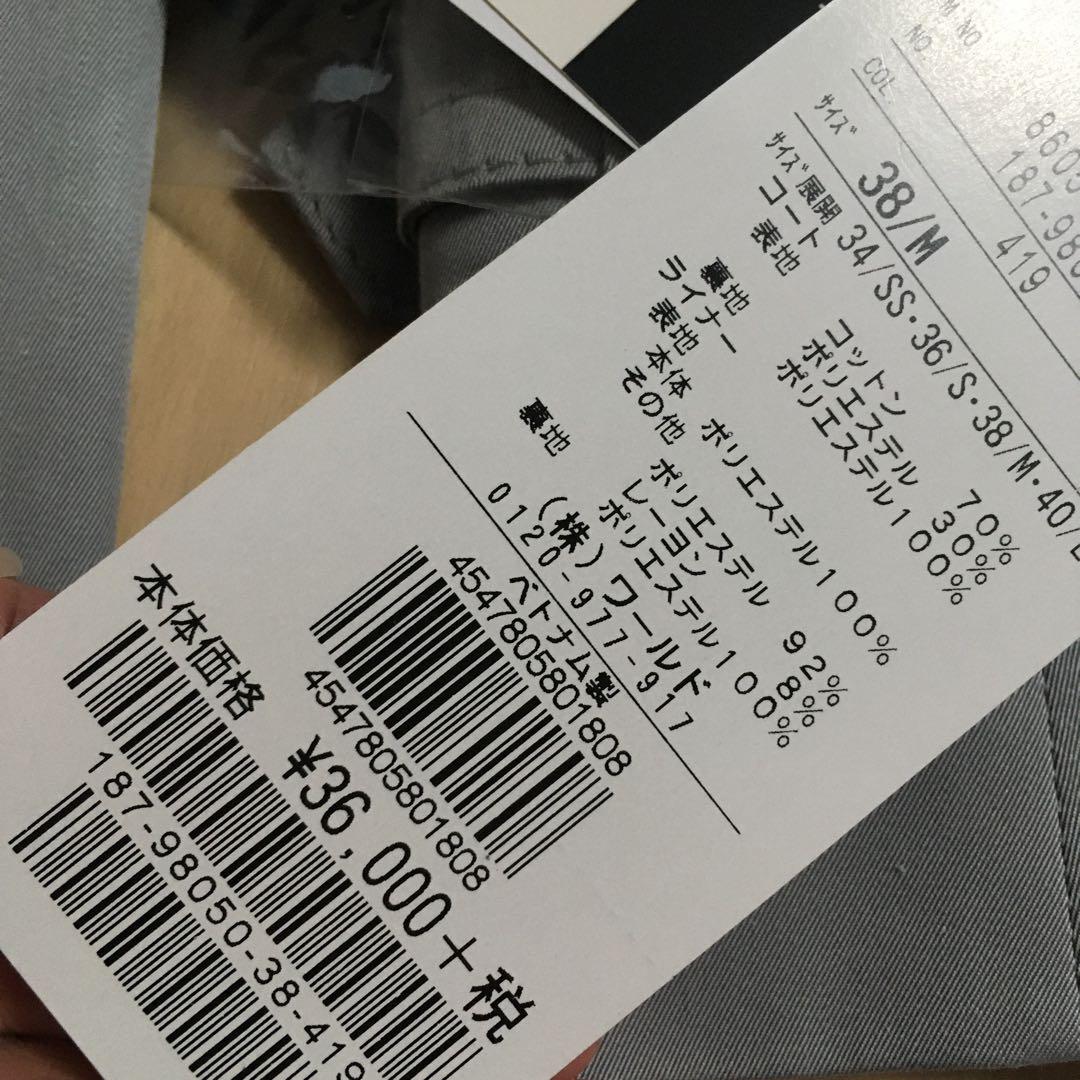 M NO 8603
NO. 187-980
COL. 419
サイズ 38/M
サイズ展開 34/SS・36/S・38/M・40/
コート
表地 コットン 70%
ポリエステル 30%
裏地 ポリエステル100%
ライナー
表地 本体 ポリエステル100%
その他 ポリエステル 92%
レーヨン 8%
裏地 ポリエステル100%
(株)ワールド
0120-977-917
ベトナム製
4547805801808
4547805801808
本体価格 ¥36,000+税
187-98050-38-419